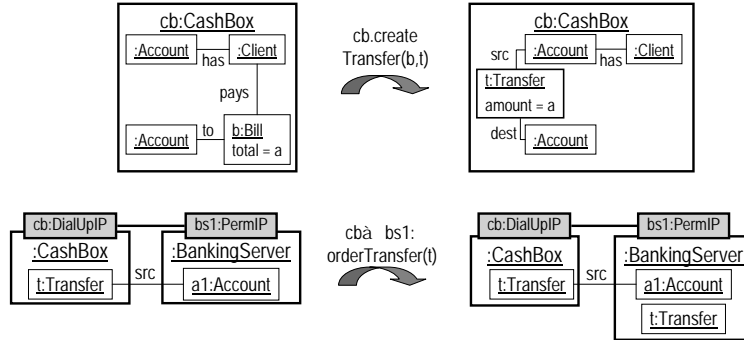 cb:CashBox
:Account
has
:Client
pays
:Account
to
b:Bill
total = a
cb.create
Transfer(b,t)
cb:CashBox
src
:Account
has
:Client
t:Transfer
amount = a
dest
:Account
cb:DialUpIP
bs1:PermIP
:CashBox
:BankingServer
t:Transfer
src
a1:Account
cbà bs1:
orderTransfer(t)
cb:DialUpIP
bs1:PermIP
:CashBox
:BankingServer
t:Transfer
src
a1:Account
t:Transfer